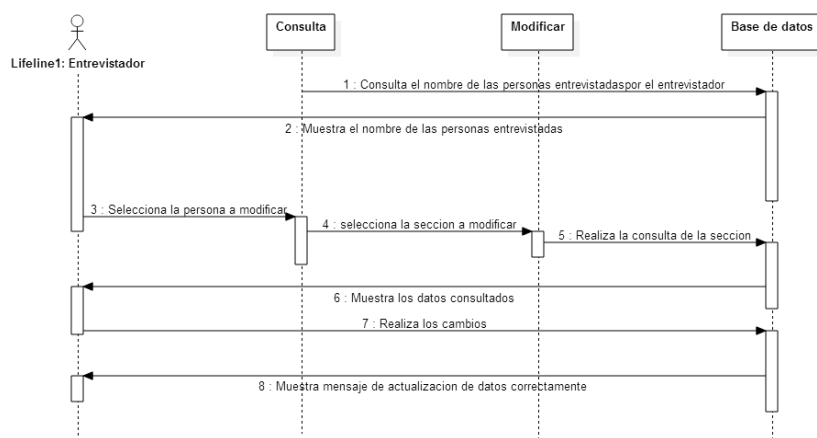 Consulta
Modificar
Base de datos
Lifeline1: Entrevistador
1 : Consulta el nombre de las personas entrevistadaspor el entrevistador
2 : Muestra el nombre de las personas entrevistadas
3 : Selecciona la persona a modificar
4 : selecciona la seccion a modificar
5 : Realiza la consulta de la seccion
6 : Muestra los datos consultados
7 : Realiza los cambios
8 : Muestra mensaje de actualizacion de datos correctamente